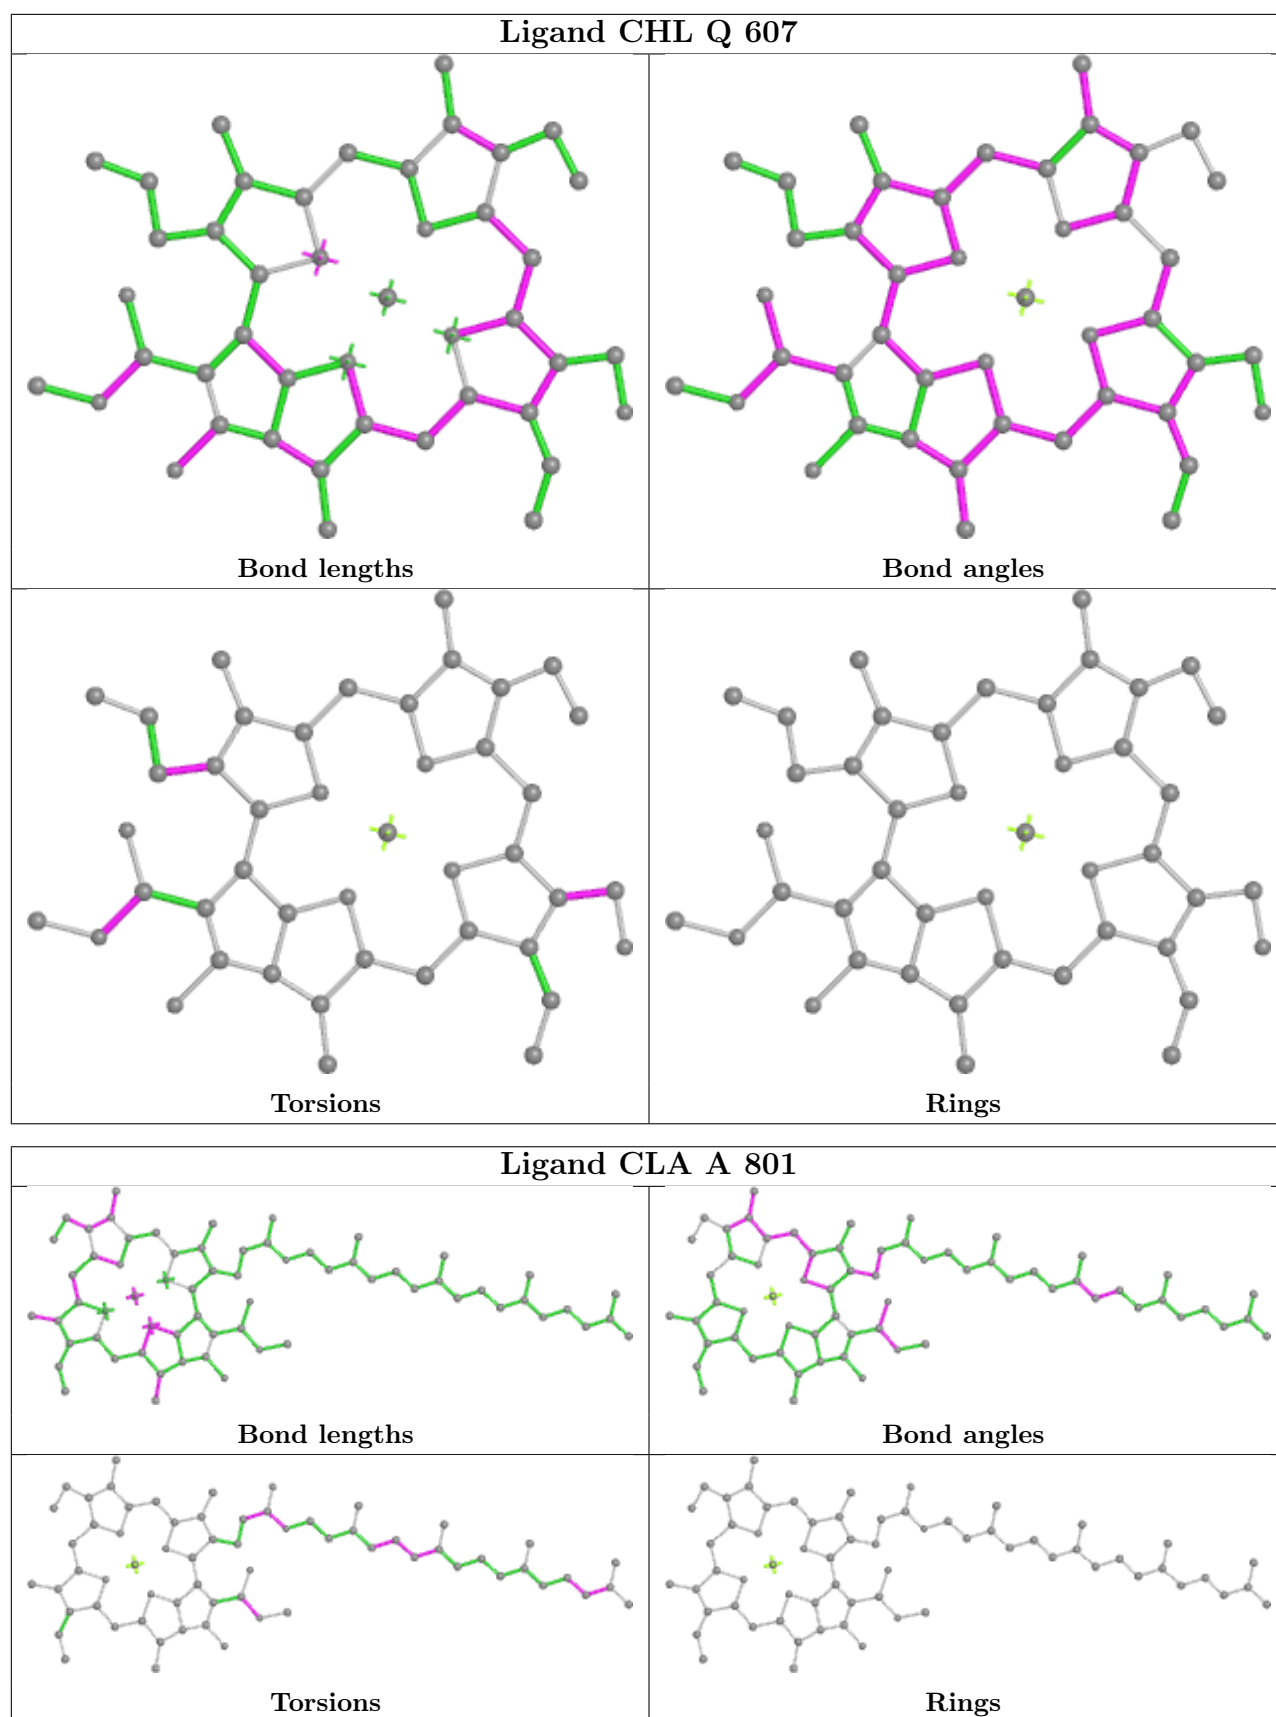 Ligand CHL Q 607
Bond lengths
Bond angles
Torsions
Rings
Ligand CLA A 801
Bond lengths
Bond angles
Torsions
Rings